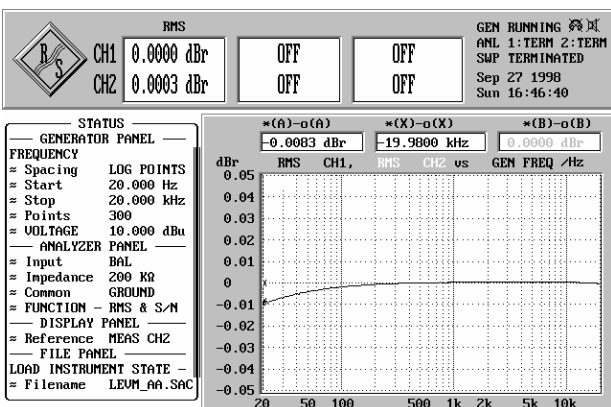 RMS
R
S
CH1 0.0000 dBr OFF OFF
CH2 0.0003 dBr OFF OFF
GEN RUNNING
ANL 1:TERM 2:TERM
SWP TERMINATED
Sep 27 1998
Sun 16:46:40
STATUS
GENERATOR PANEL
FREQUENCY
≈ Spacing LOG POINTS
≈ Start 20.000 Hz
≈ Stop 20.000 kHz
≈ Points 300
≈ VOLTAGE 10.000 dBu
ANALYZER PANEL
≈ Input BAL
≈ Impedance 200 KΩ
≈ Common GROUND
≈ FUNCTION - RMS & S/N
DISPLAY PANEL
≈ Reference MEAS CH2
FILE PANEL
LOAD INSTRUMENT STATE -
≈ Filename LEVM_AA.SAC
*(A)-o(A) *(X)-o(X) *(B)-o(B)
-0.0083 dBr -19.9800 kHz 0.0000 dBr
dBr RMS CH1, RMS CH2 vs GEN FREQ /Hz
0.05
0.04
0.03
0.02
0.01
0
-0.01
-0.02
-0.03
-0.04
-0.05
20 50 100 500 1k 2k 5k 10k